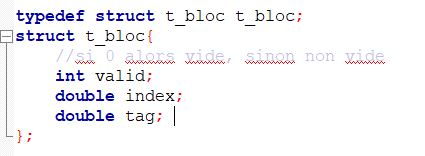 typedef struct t_bloc t_bloc;
struct t_bloc{
//si 0 alors vide, sinon non vide
int valid;
double index;
double tag;
};